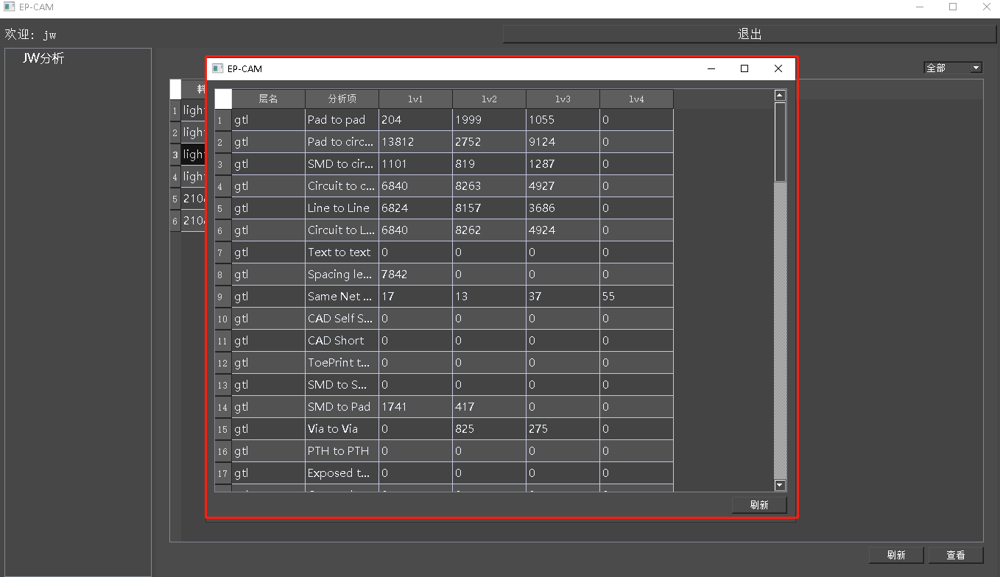 EP-CAM
欢迎: jw
退出
JW分析
全部
料
1 ligh
2 ligh
3 ligh
4 ligh
5 210
6 210
EP-CAM
层名 分析项 lv1 lv2 lv3 lv4
1 gtl Pad to pad 204 1999 1055 0
2 gtl Pad to circ... 13812 2752 9124 0
3 gtl SMD to cir... 1101 819 1287 0
4 gtl Circuit to c... 6840 8263 4927 0
5 gtl Line to Line 6824 8157 3686 0
6 gtl Circuit to L... 6840 8262 4924 0
7 gtl Text to text 0 0 0 0
8 gtl Spacing le... 7842 0 0 0
9 gtl Same Net ... 17 13 37 55
10 gtl CAD Self S... 0 0 0 0
11 gtl CAD Short 0 0 0 0
12 gtl ToePrint t... 0 0 0 0
13 gtl SMD to S... 0 0 0 0
14 gtl SMD to Pad 1741 417 0 0
15 gtl Via to Via 0 825 275 0
16 gtl PTH to PTH 0 0 0 0
17 gtl Exposed t... 0 0 0 0
刷新
刷新 查看